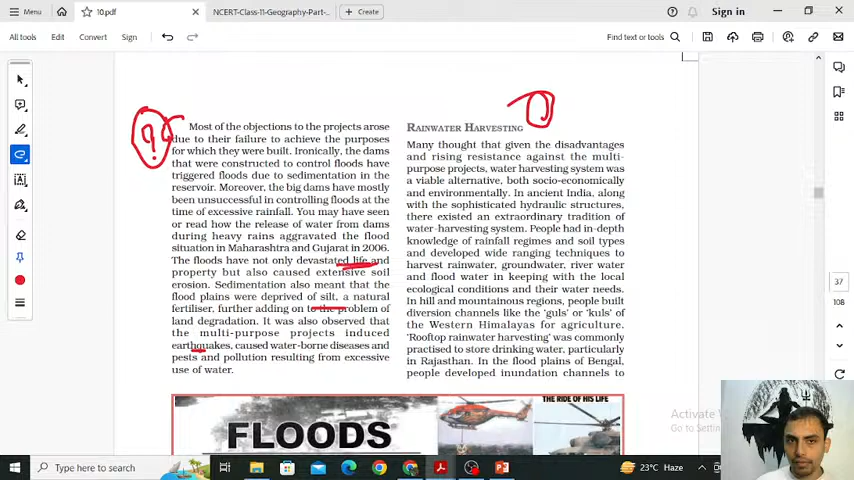 Menu
10.pdf
NCERT-Class-11-Geography-Part-..
Create
Sign in
All tools
Edit
Convert
Sign
Find text or tools
Most of the objections to the projects arose
due to their failure to achieve the purposes
for which they were built. Ironically, the dams
that were constructed to control floods have
triggered floods due to sedimentation in the
reservoir. Moreover, the big dams have mostly
been unsuccessful in controlling floods at the
time of excessive rainfall. You may have seen
or read how the release of water from dams
during heavy rains aggravated the flood
situation in Maharashtra and Gujarat in 2006.
The floods have not only devastated life and
property but also caused extensive soil
erosion. Sedimentation also meant that the
flood plains were deprived of silt, a natural
fertiliser, further adding on to the problem of
land degradation. It was also observed that
the multi-purpose projects induced
earthquakes, caused water-borne diseases and
pests and pollution resulting from excessive
use of water.
RAINWATER HARVESTING
Many thought that given the disadvantages
and rising resistance against the multi-
purpose projects, water harvesting system was
a viable alternative, both socio-economically
and environmentally. In ancient India, along
with the sophisticated hydraulic structures,
there existed an extraordinary tradition of
water-harvesting system. People had in-depth
knowledge of rainfall regimes and soil types
and developed wide ranging techniques to
harvest rainwater, groundwater, river water
and flood water in keeping with the local
ecological conditions and their water needs.
In hill and mountainous regions, people built
diversion channels like the ‘guls’ or ‘kuls’ of
the Western Himalayas for agriculture.
‘Rooftop rainwater harvesting’ was commonly
practised to store drinking water, particularly
in Rajasthan. In the flood plains of Bengal,
people developed inundation channels to
FLOODS
THE RIDE OF HIS LIFE
37
108
Activate
Go to Setting
Type here to search
23°C Haze